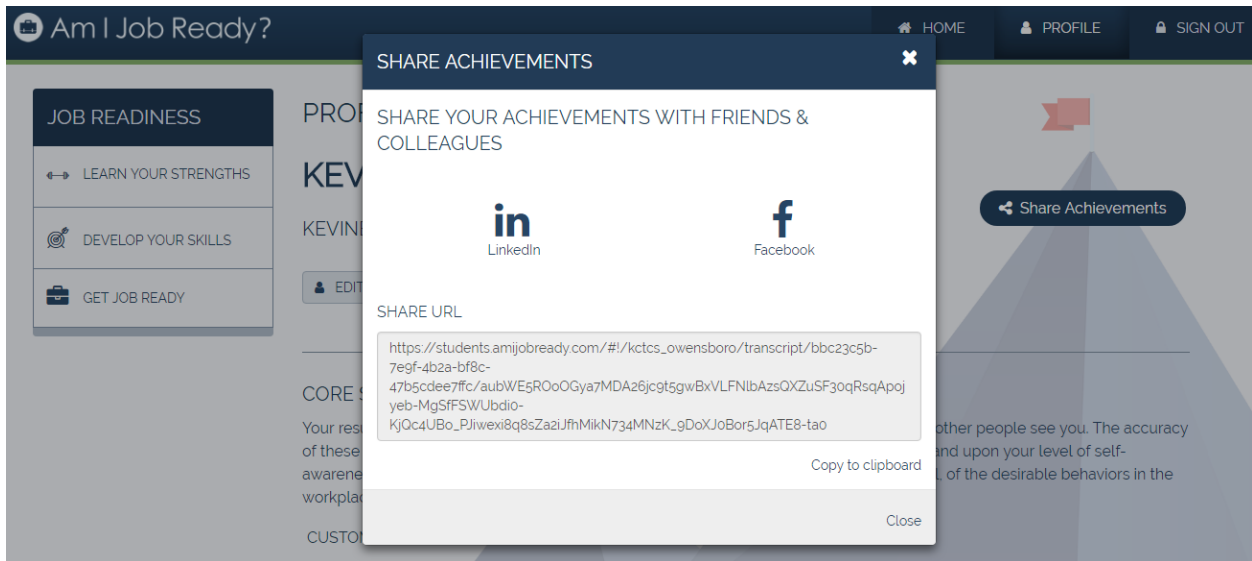 Am I Job Ready?
HOME
PROFILE
SIGN OUT
SHARE ACHIEVEMENTS
JOB READINESS
LEARN YOUR STRENGTHS
DEVELOP YOUR SKILLS
GET JOB READY
PROF
KEV
KEVINE
EDIT
SHARE YOUR ACHIEVEMENTS WITH FRIENDS &
COLLEAGUES
in
LinkedIn
f
Facebook
Share Achievements
SHARE URL
https://students.amijobready.com/#!/kctcs_owensboro/transcript/bbc23c5b-
7e9f-4b2a-bf8c-
47b5cdee7ffc/aubWE5ROoOGya7MDA26jc9t5gwBxVLFNlbAzsQXZuSF30qRsqApoj
yeb-MgSfFSWUbdi0-
KjQc4UBo_PJiwexi8q8sZa2iJfhMikN734MNzK_9DoXJ0Bor5JqATE8-ta0
Copy to clipboard
Close
CORE S
Your res
other people see you. The accuracy
of these
and upon your level of self-
awarene
of the desirable behaviors in the
workplac
CUSTO